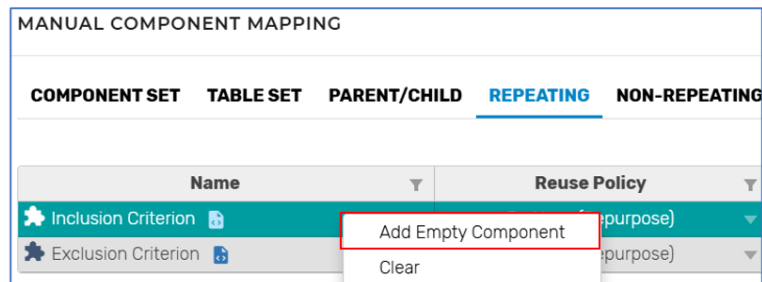 MANUAL COMPONENT MAPPING
COMPONENT SET TABLE SET PARENT/CHILD REPEATING NON-REPEATING
Name Reuse Policy
Inclusion Criterion epurpose)
Add Empty Component
Exclusion Criterion epurpose)
Clear